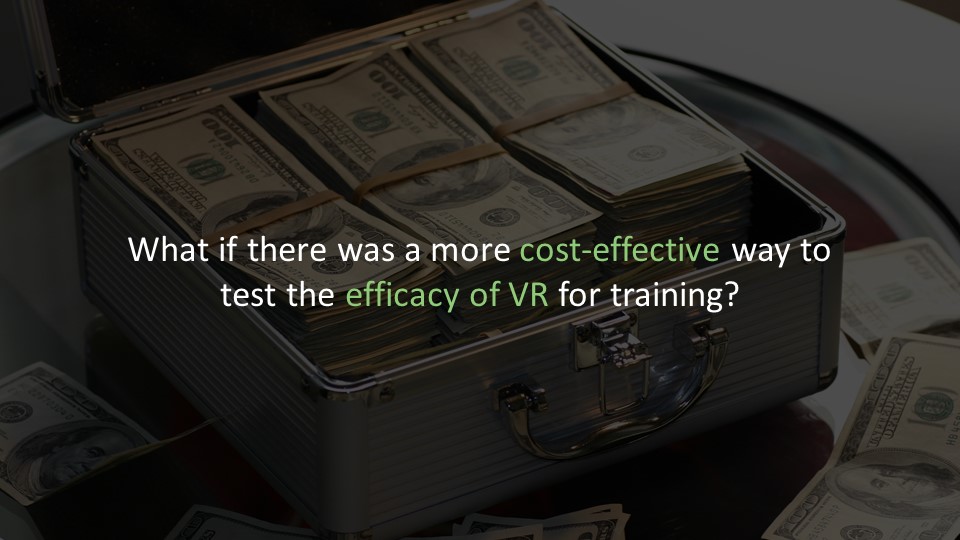 What if there was a more cost-effective way to
test the efficacy of VR for training?